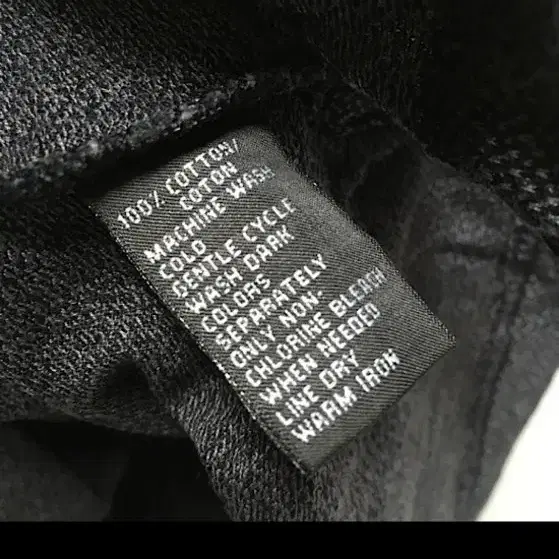 100% COTTON/
COTON
MACHINE WASH
COLD
GENTLE CYCLE
WASH DARK
COLORS
SEPARATELY
ONLY NON-
CHLORINE BLEACH
WHEN NEEDED
LINE DRY
WARM IRON